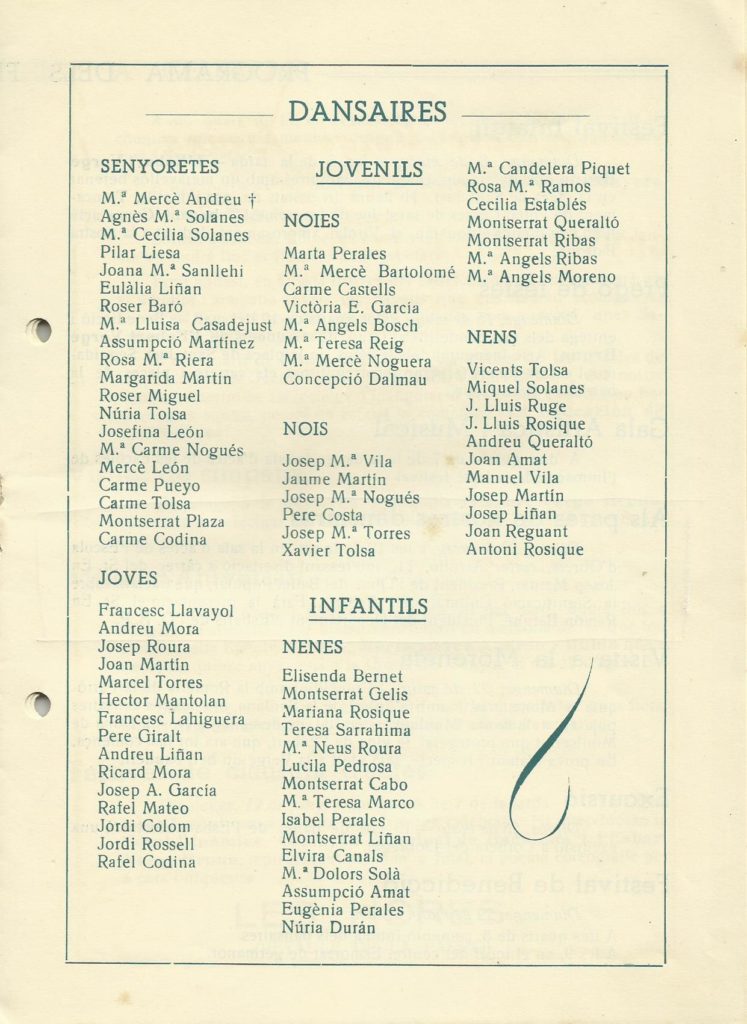 DANSAIRES
SENYORETES
M.ª Mercè Andreu †
Agnès M.ª Solanes
M.ª Cecilia Solanes
Pilar Liesa
Joana M.ª Sanllehi
Eulàlia Liñan
Roser Baró
M.ª Lluisa Casadejust
Assumpció Martínez
Rosa M.ª Riera
Margarida Martín
Roser Miguel
Núria Tolsa
Josefina León
M.ª Carme Nogués
Mercè León
Carme Pueyo
Carme Tolsa
Montserrat Plaza
Carme Codina
JOVES
Francesc Llavayol
Andreu Mora
Josep Roura
Joan Martín
Marcel Torres
Hector Mantolan
Francesc Lahiguera
Pere Giralt
Andreu Liñan
Ricard Mora
Josep A. García
Rafel Mateo
Jordi Colom
Jordi Rossell
Rafel Codina
JOVENILS
NOIES
Marta Perales
M.ª Mercè Bartolomé
Carme Castells
Victòria E. García
M.ª Angels Bosch
M.ª Teresa Reig
M.ª Mercè Noguera
Concepció Dalmau
NOIS
Josep M.ª Vila
Jaume Martín
Josep M.ª Nogués
Pere Costa
Josep M.ª Torres
Xavier Tolsa
INFANTILS
NENES
Elisenda Bernet
Montserrat Gelis
Mariana Rosique
Teresa Sarrahima
M.ª Neus Roura
Lucila Pedrosa
Montserrat Cabo
M.ª Teresa Marco
Isabel Perales
Montserrat Liñan
Elvira Canals
M.ª Dolors Solà
Assumpció Amat
Eugènia Perales
Núria Durán
M.ª Candelera Piquet
Rosa M.ª Ramos
Cecilia Establés
Montserrat Queraltó
Montserrat Ribas
M.ª Angels Ribas
M.ª Angels Moreno
NENS
Vicents Tolsa
Miquel Solanes
J. Lluis Ruge
J. Lluis Rosique
Andreu Queraltó
Joan Amat
Manuel Vila
Josep Martín
Josep Liñan
Joan Reguant
Antoni Rosique